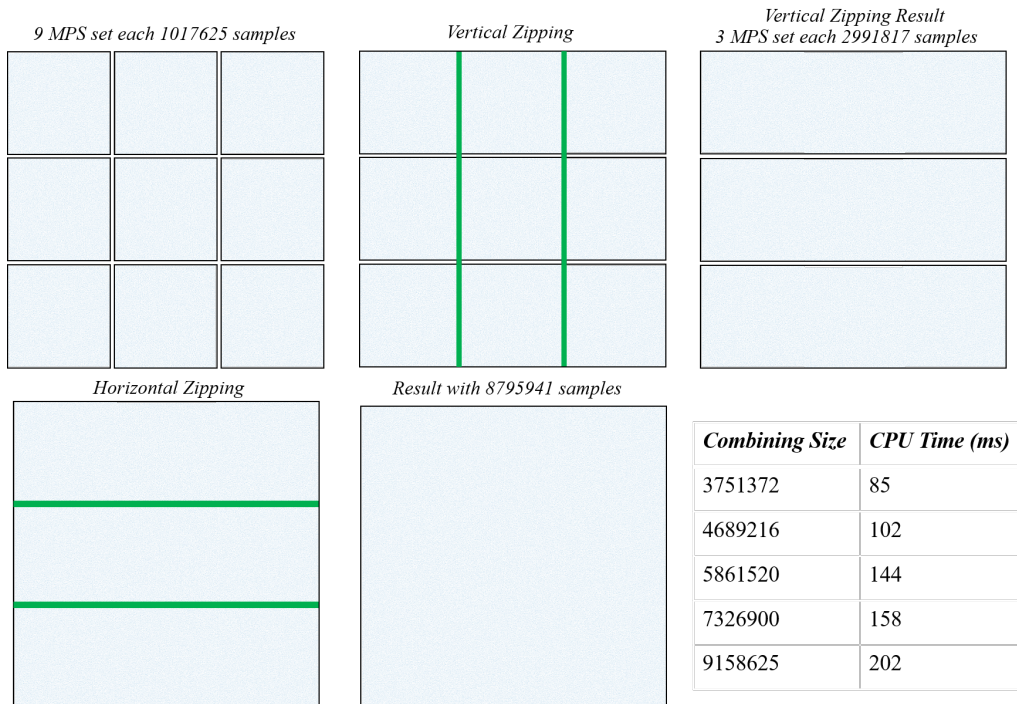 9 MPS set each 1017625 samples
Vertical Zipping
Vertical Zipping Result
3 MPS set each 2991817 samples
Horizontal Zipping
Result with 8795941 samples
Combining Size CPU Time (ms)
3751372 85
4689216 102
5861520 144
7326900 158
9158625 202